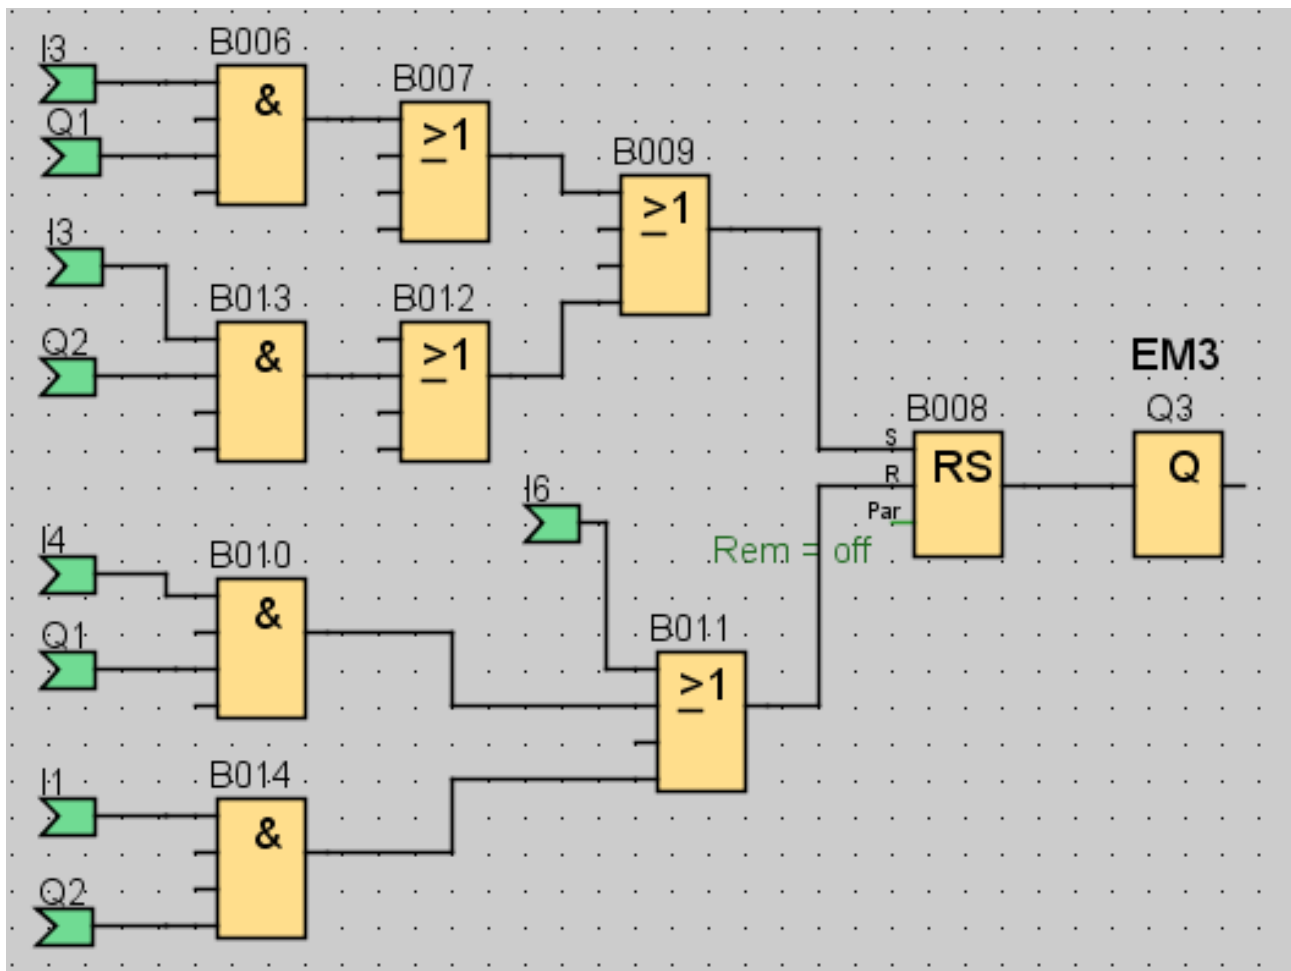 I3
B006
&
B007
≥1
Q1
B009
≥1
I3
B013
&
B012
≥1
Q2
EM3
B008
Q3
S
R
RS
Q
Par
Rem = off
I6
I4
B010
&
Q1
B011
≥1
I1
B014
&
Q2